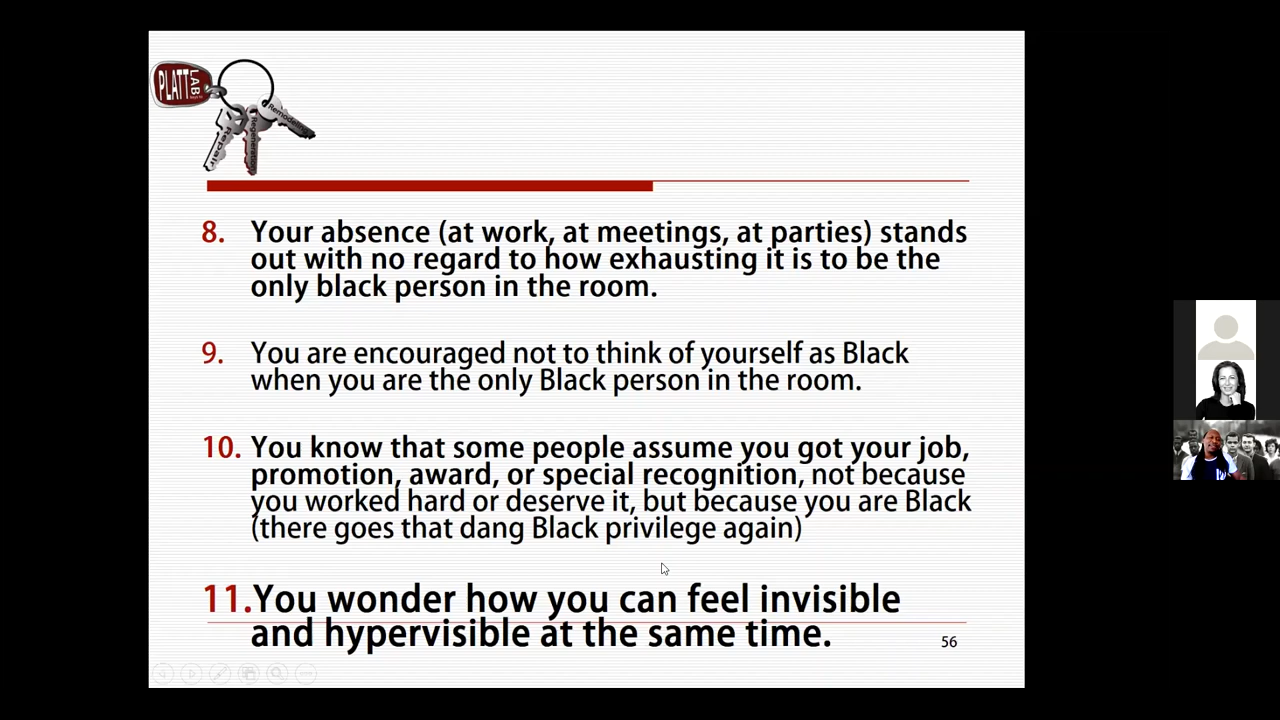 PLATT
LAB
Repair
Regeneration
Remodeling
8. Your absence (at work, at meetings, at parties) stands
out with no regard to how exhausting it is to be the
only black person in the room.
9. You are encouraged not to think of yourself as Black
when you are the only Black person in the room.
10. You know that some people assume you got your job,
promotion, award, or special recognition, not because
you worked hard or deserve it, but because you are Black
(there goes that dang Black privilege again)
11.You wonder how you can feel invisible
and hypervisible at the same time.
56